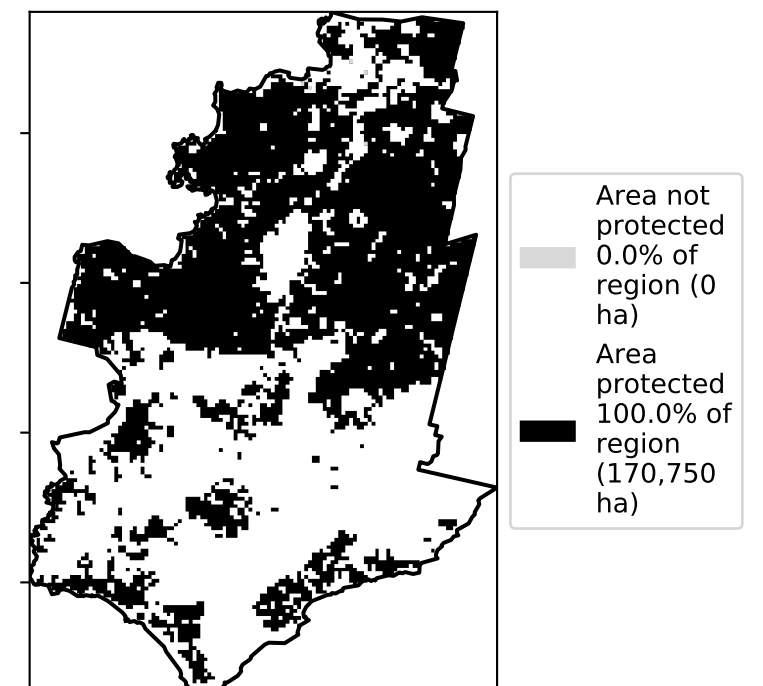 Area not
protected
0.0% of
region (0
ha)
Area
protected
100.0% of
region
(170,750
ha)